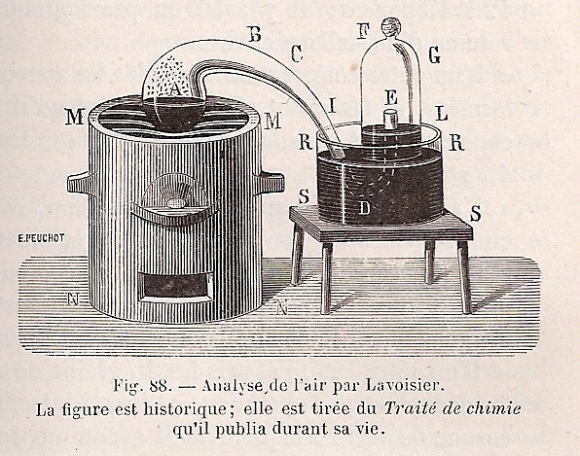 B
F
C
G
A
E
M
M
I
L
R
R
S
D
S
E.PEUCHOT
N
N
Fig. 88. — Analyse de l'air par Lavoisier.
La figure est historique; elle est tirée du Traité de chimie
qu'il publia durant sa vie.